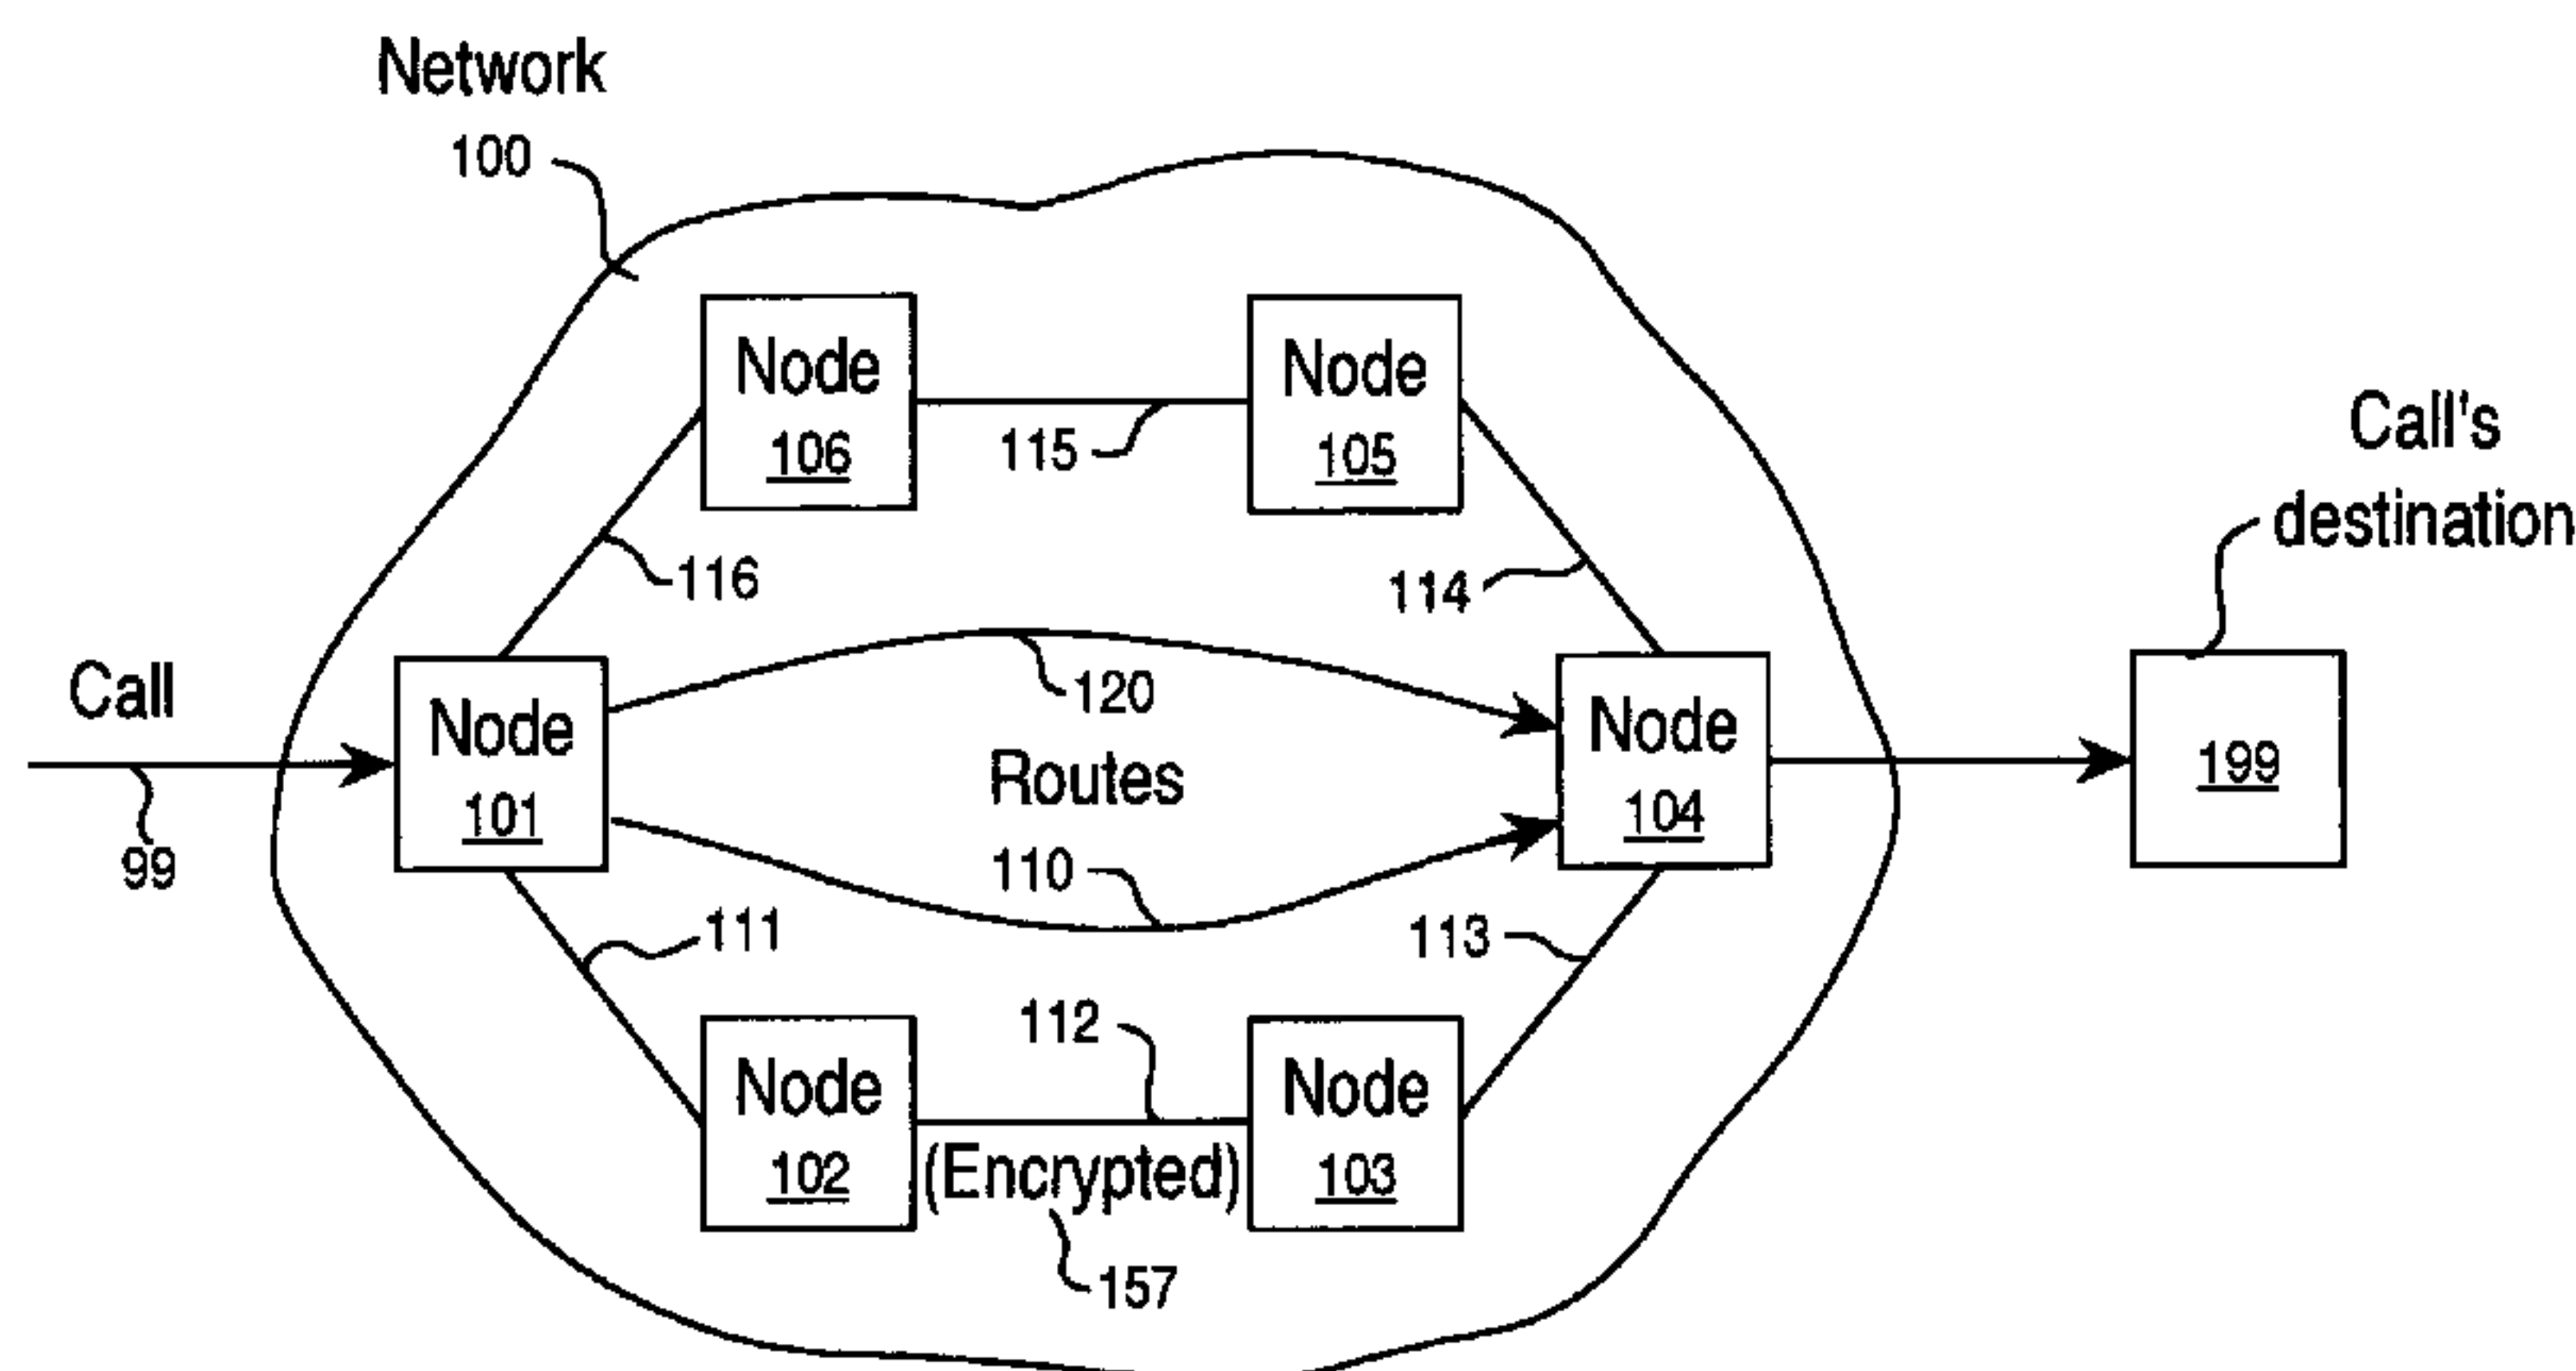 Network
100
Node
106
115
Node
105
Call's
destination
116
114
Call
99
Node
101
120
Routes
110
Node
104
199
111
113
112
Node
102
(Encrypted)
157
Node
103